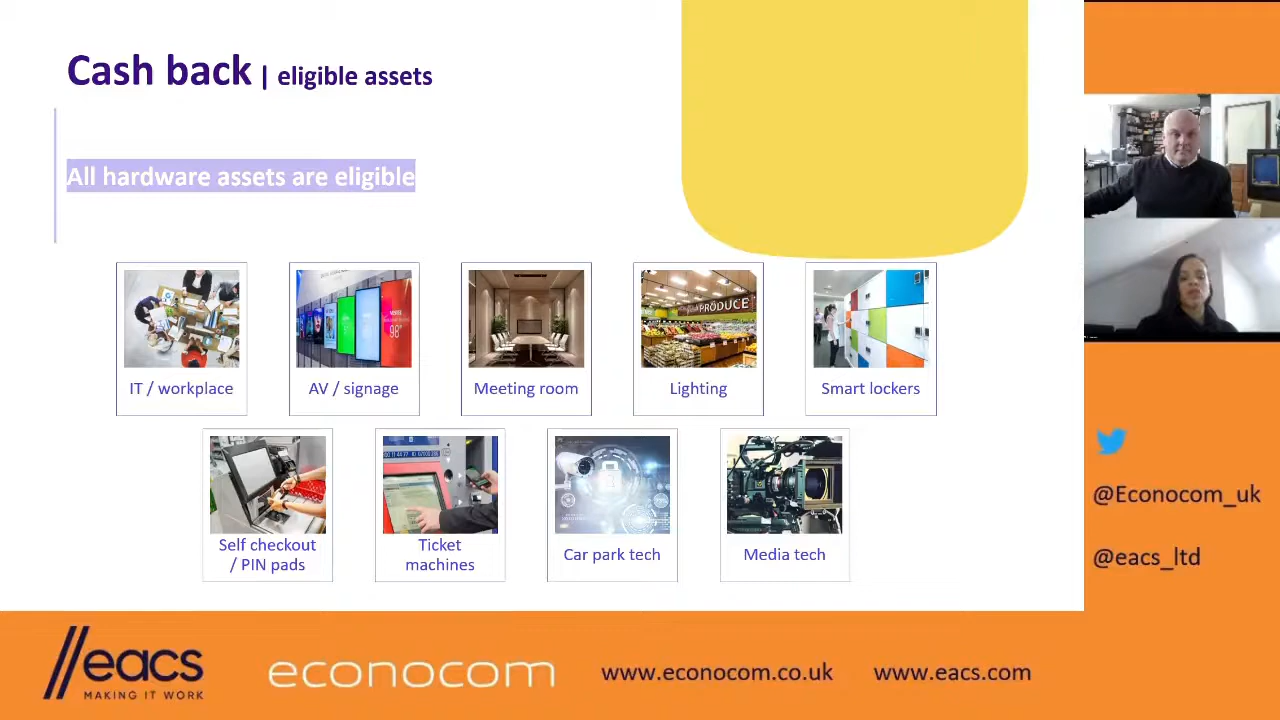 Cash back | eligible assets
All hardware assets are eligible
PRODUCE
98°
IT / workplace
AV / signage
Meeting room
Lighting
Smart lockers
Self checkout
/ PIN pads
Ticket
machines
Car park tech
Media tech
@Econocom_uk
@eacs_ltd
//eacs
MAKING IT WORK
econocom
www.econocom.co.uk
www.eacs.com